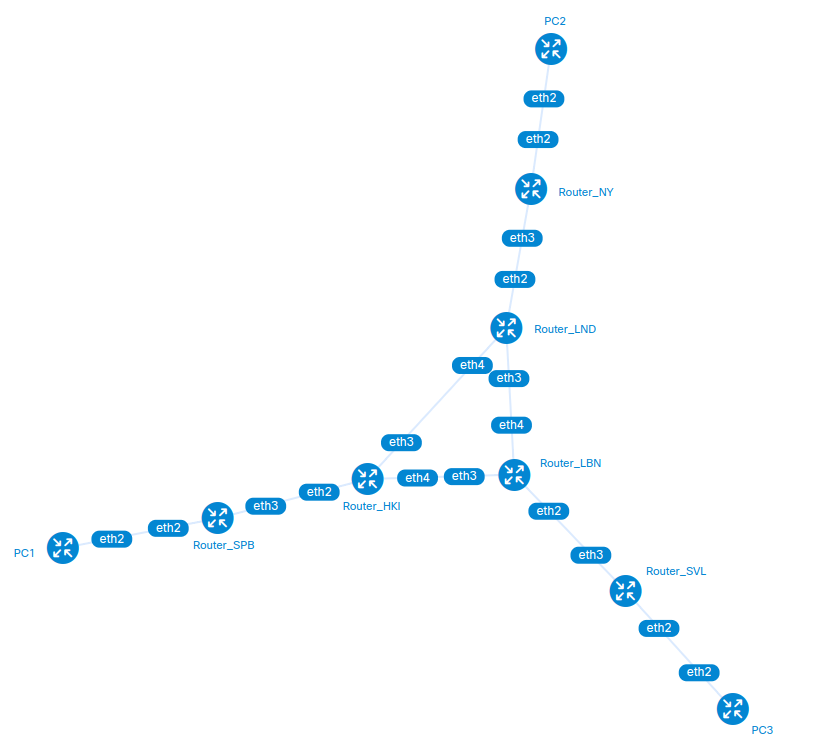 PC2
eth2
eth2
Router_NY
eth3
eth2
Router_LND
eth4
eth3
eth4
eth3
Router_LBN
eth4
eth3
Router_HKI
eth2
eth3
Router_SPB
eth2
eth2
PC1
eth2
eth3
Router_SVL
eth2
eth2
PC3